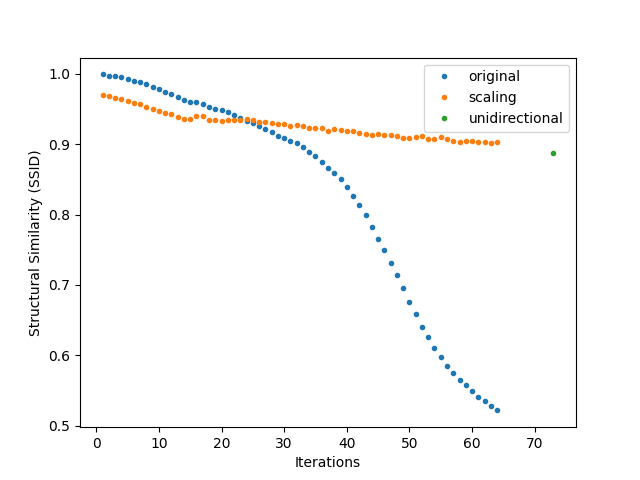 original
scaling
unidirectional
1.0
0.9
0.8
0.7
0.6
0.5
Structural Similarity (SSID)
0 10 20 30 40 50 60 70
Iterations